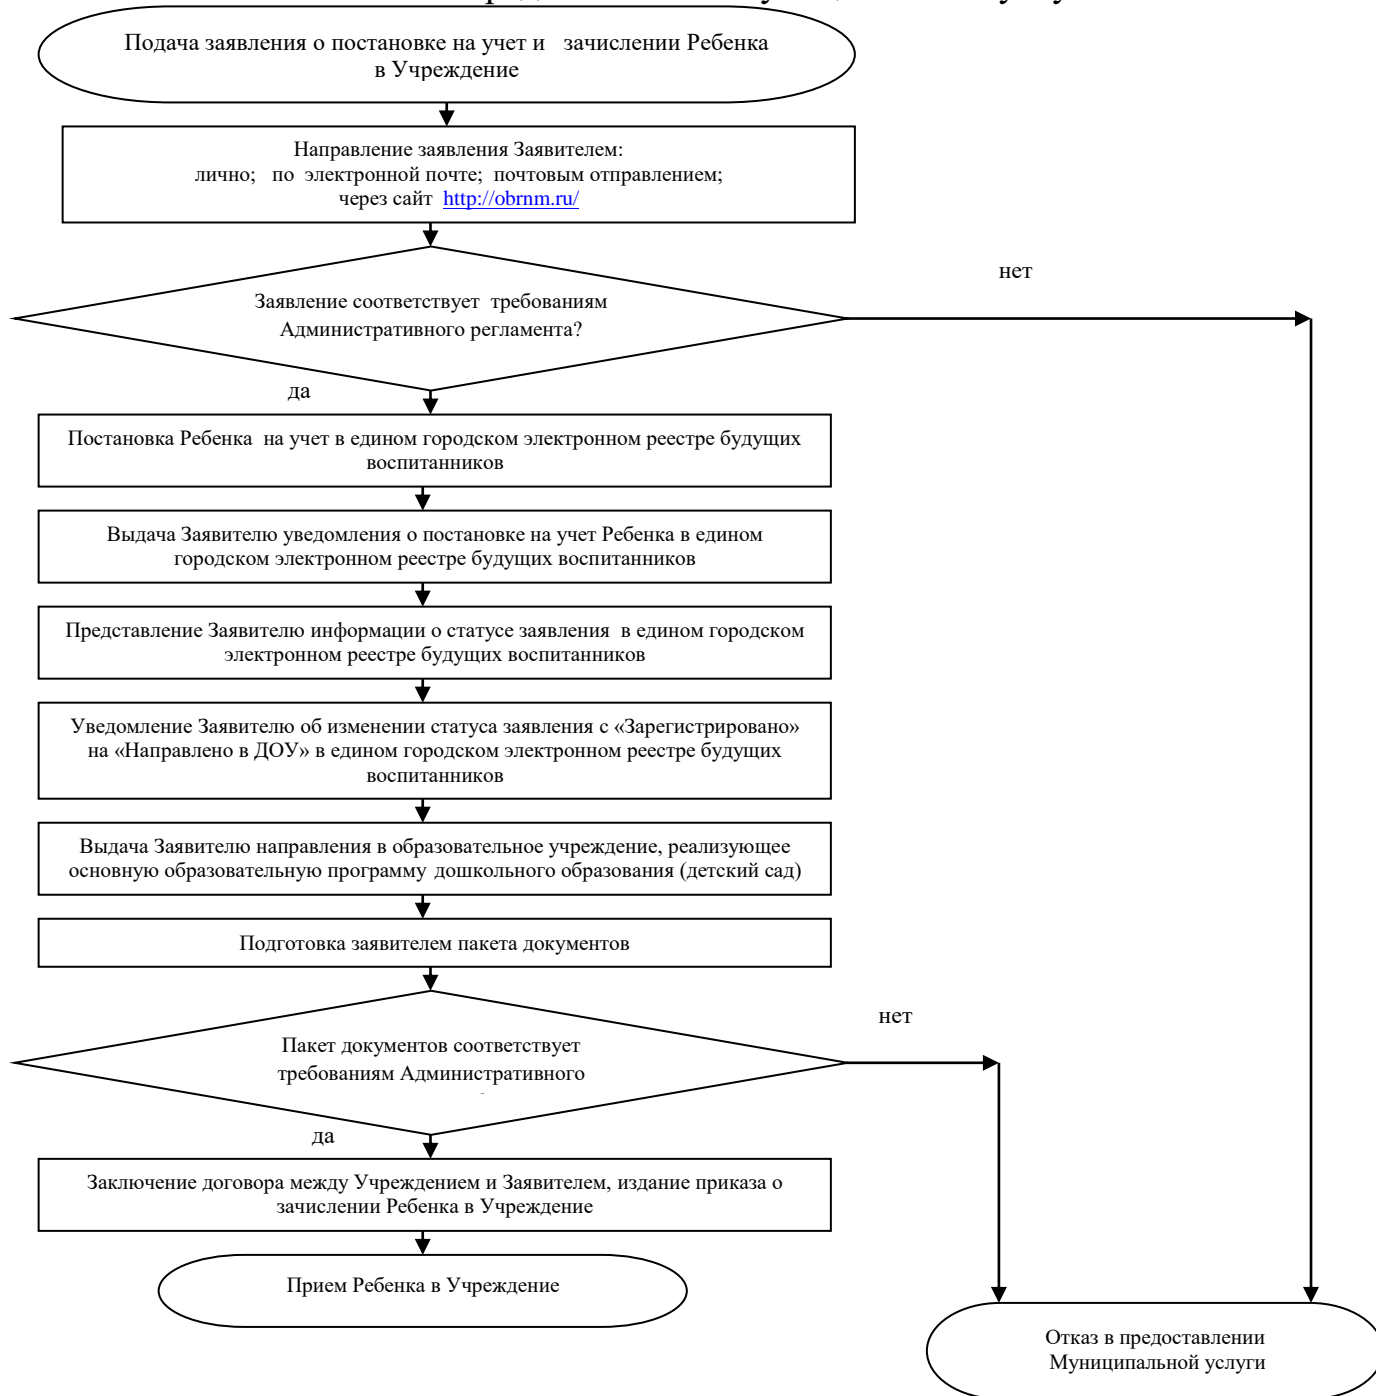 Подача заявления о постановке на учет и зачислении Ребенка
в Учреждение
Направление заявления Заявителем:
лично; по электронной почте; почтовым отправлением;
через сайт http://obrnm.ru/
нет
Заявление соответствует требованиям
Административного регламента?
да
Постановка Ребенка на учет в едином городском электронном реестре будущих
воспитанников
Выдача Заявителю уведомления о постановке на учет Ребенка в едином
городском электронном реестре будущих воспитанников
Представление Заявителю информации о статусе заявления в едином городском
электронном реестре будущих воспитанников
Уведомление Заявителю об изменении статуса заявления с «Зарегистрировано»
на «Направлено в ДОУ» в едином городском электронном реестре будущих
воспитанников
Выдача Заявителю направления в образовательное учреждение, реализующее
основную образовательную программу дошкольного образования (детский сад)
Подготовка заявителем пакета документов
нет
Пакет документов соответствует
требованиям Административного
да
Заключение договора между Учреждением и Заявителем, издание приказа о
зачислении Ребенка в Учреждение
Прием Ребенка в Учреждение
Отказ в предоставлении
Муниципальной услуги